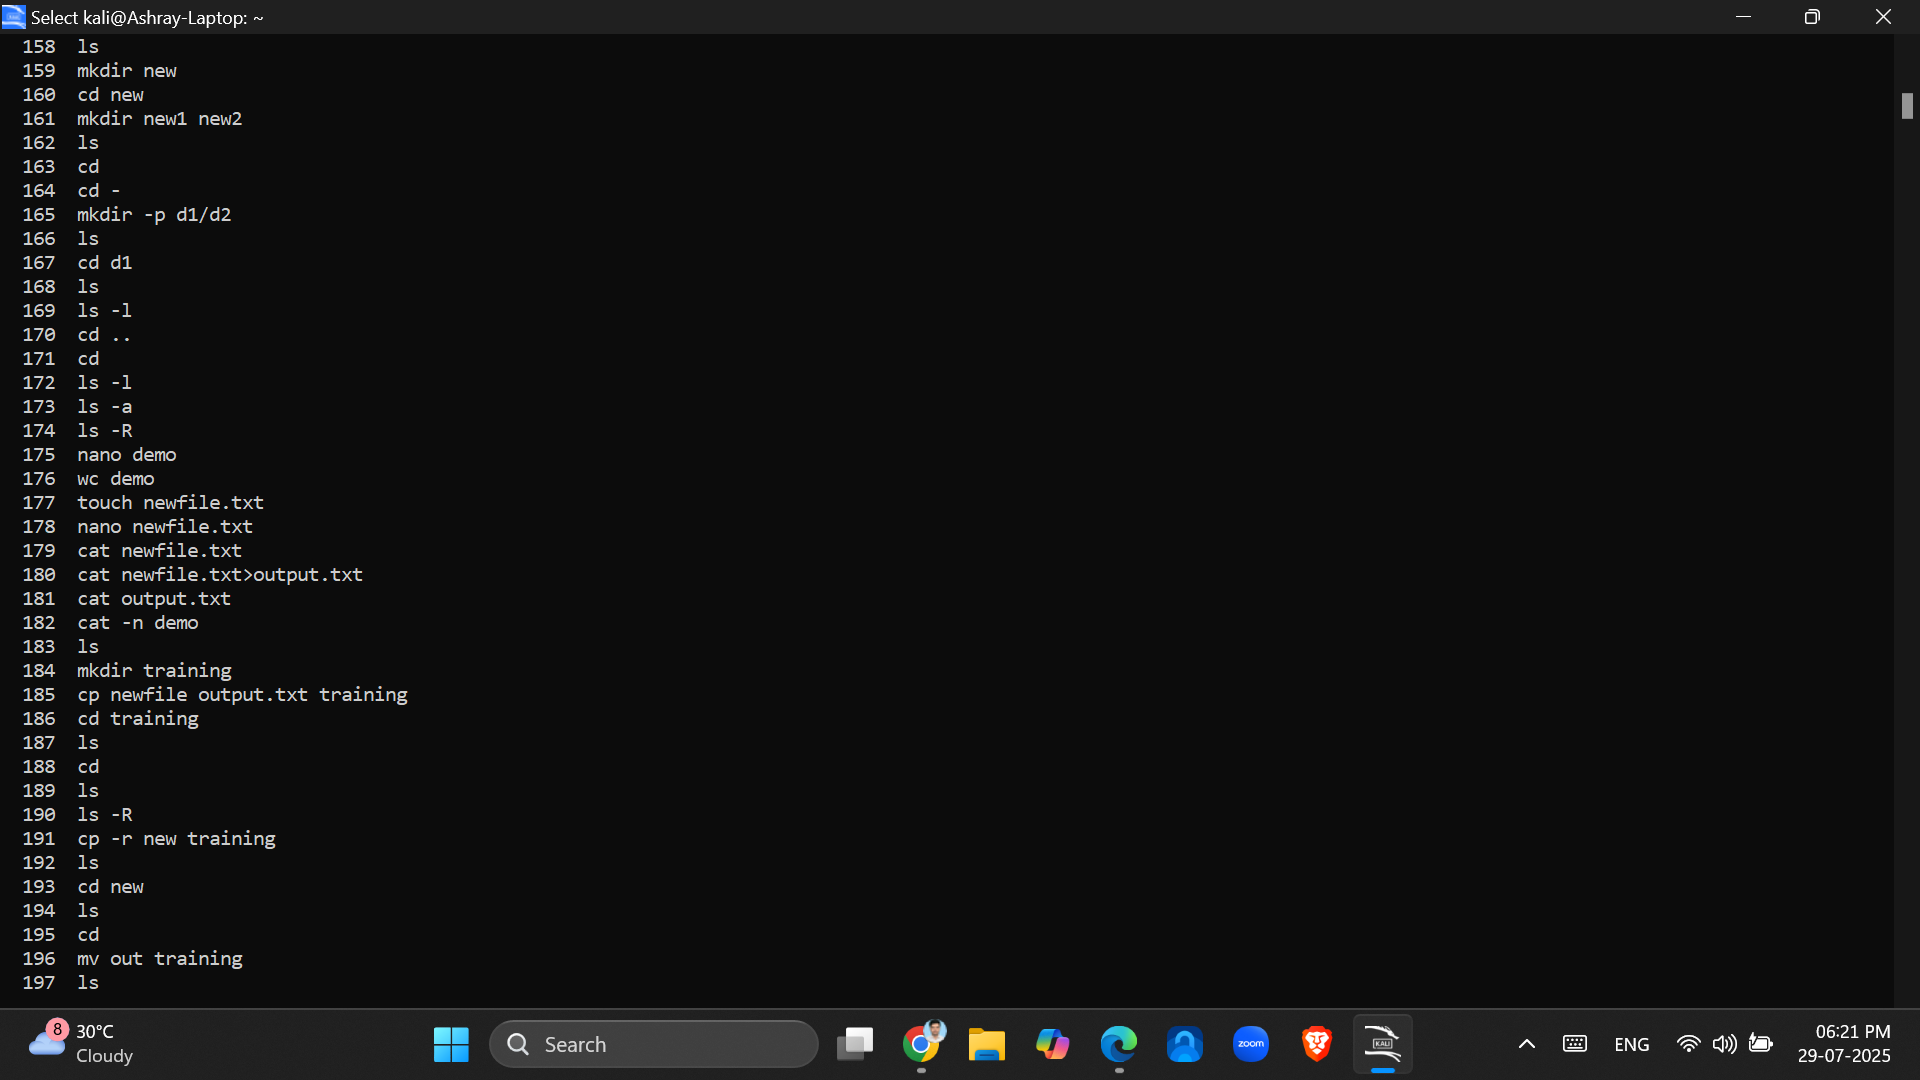 Select kali@Ashray-Laptop: ~
158 ls
159 mkdir new
160 cd new
161 mkdir new1 new2
162 ls
163 cd
164 cd -
165 mkdir -p d1/d2
166 ls
167 cd d1
168 ls
169 ls -l
170 cd ..
171 cd
172 ls -l
173 ls -a
174 ls -R
175 nano demo
176 wc demo
177 touch newfile.txt
178 nano newfile.txt
179 cat newfile.txt
180 cat newfile.txt>output.txt
181 cat output.txt
182 cat -n demo
183 ls
184 mkdir training
185 cp newfile output.txt training
186 cd training
187 ls
188 cd
189 ls
190 ls -R
191 cp -r new training
192 ls
193 cd new
194 ls
195 cd
196 mv out training
197 ls
8
30°C
Cloudy
Search
zoom
KALI
ENG
06:21 PM
29-07-2025